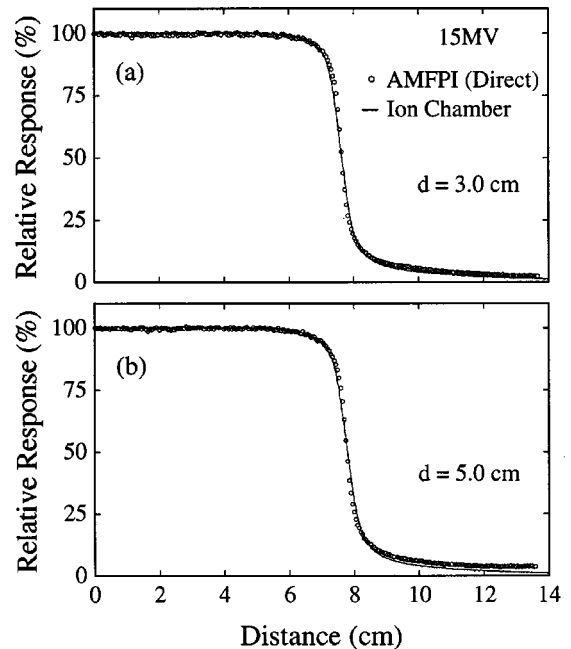 15MV
100
75
50
25
0
Relative Response (%)
(a)
AMFPI (Direct)
Ion Chamber
d = 3.0 cm
100
75
50
25
0
Relative Response (%)
(b)
d = 5.0 cm
0 2 4 6 8 10 12 14
Distance (cm)